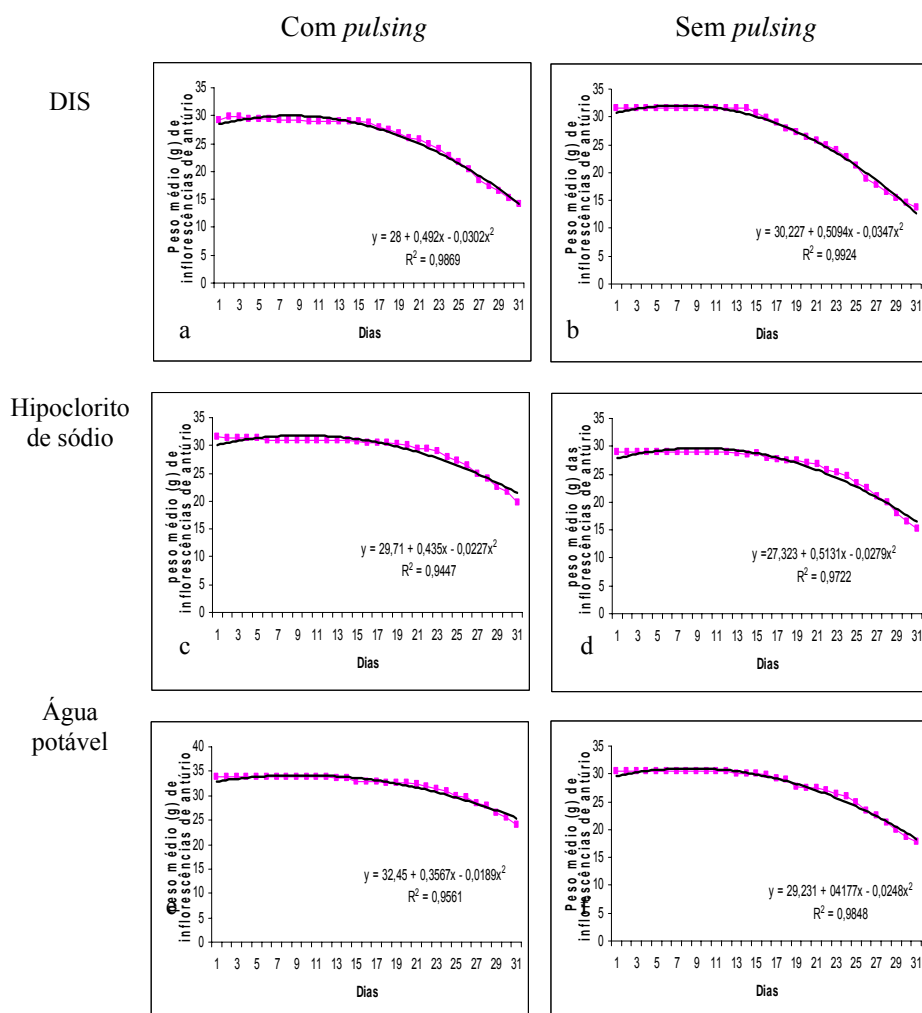 Com pulsing
Sem pulsing
DIS
Peso médio (g) de
inflorescências de antúrio
35
30
25
20
15
10
5
0
y = 28 + 0,492x - 0,0302x²
R² = 0,9869
1 3 5 7 9 11 13 15 17 19 21 23 25 27 29 31
Dias
a
Peso médio (g) de
inflorescências de antúrio
35
30
25
20
15
10
5
0
y = 30,227 + 0,5094x - 0,0347x²
R² = 0,9924
1 3 5 7 9 11 13 15 17 19 21 23 25 27 29 31
Dias
b
Hipoclorito
de sódio
peso médio (g) de
inflorescências de antúrio
35
30
25
20
15
10
5
0
y = 29,71 + 0,435x - 0,0227x²
R² = 0,9447
1 3 5 7 9 11 13 15 17 19 21 23 25 27 29 31
Dias
c
peso médio (g) das
inflorescências de antúrio
35
30
25
20
15
10
5
0
y =27,323 + 0,5131x - 0,0279x²
R² = 0,9722
1 3 5 7 9 11 13 15 17 19 21 23 25 27 29 31
Dias
d
Água
potável
peso médio (g) de
inflorescências de antúrio
40
35
30
25
20
15
10
5
0
y = 32,45 + 0,3567x - 0,0189x²
R² = 0,9561
1 3 5 7 9 11 13 15 17 19 21 23 25 27 29 31
Dias
e
Peso médio (g) de
inflorescências de antúrio
35
30
25
20
15
10
5
0
y = 29,231 + 04177x - 0,0248x²
R² = 0,9848
1 3 5 7 9 11 13 15 17 19 21 23 25 27 29 31
Dias